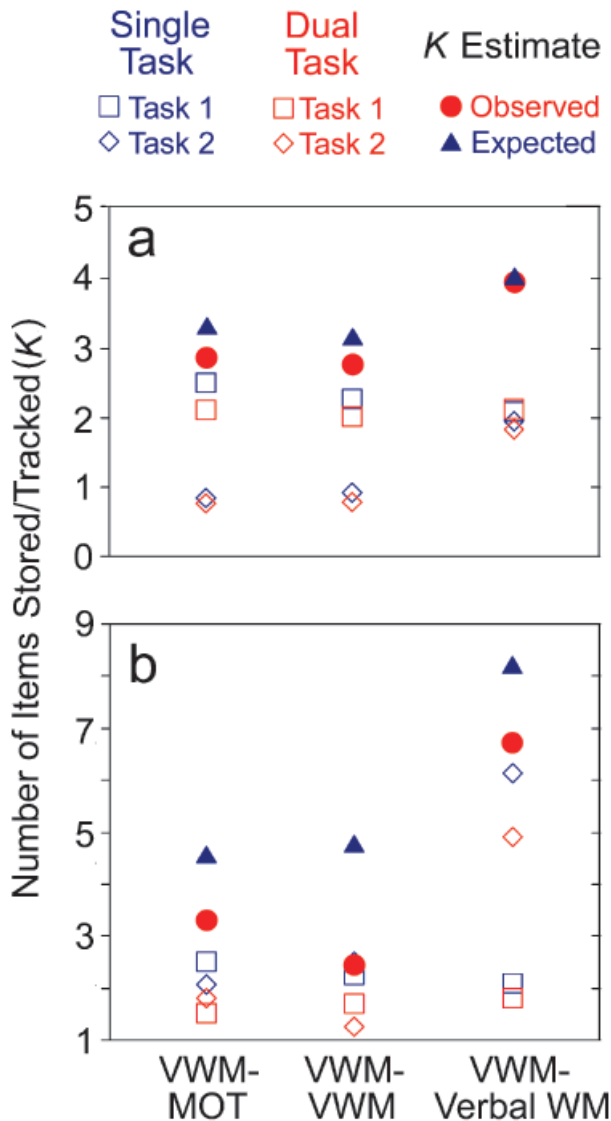 Single Task
Dual Task
K Estimate
Task 1
Task 2
Task 1
Task 2
Observed
Expected
Number of Items Stored/Tracked (K)
a
5
4
3
2
1
0
b
9
7
5
3
1
VWM-
MOT
VWM-
VWM
VWM-
Verbal WM